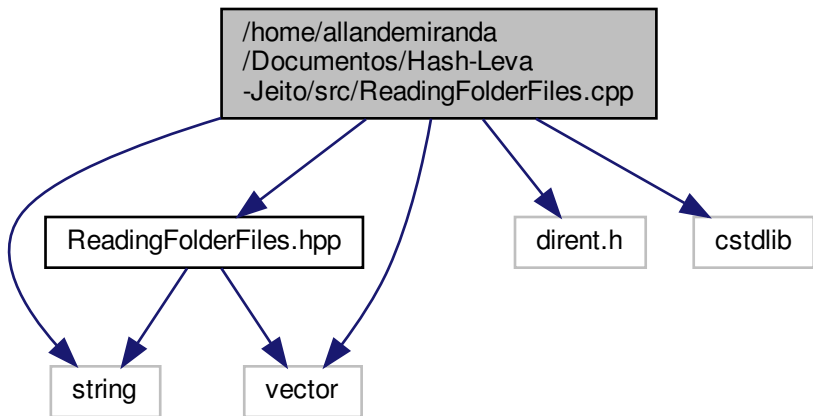 /home/allandemiranda
/Documentos/Hash-Leva
-Jeito/src/ReadingFolderFiles.cpp
ReadingFolderFiles.hpp
dirent.h
cstdlib
string
vector